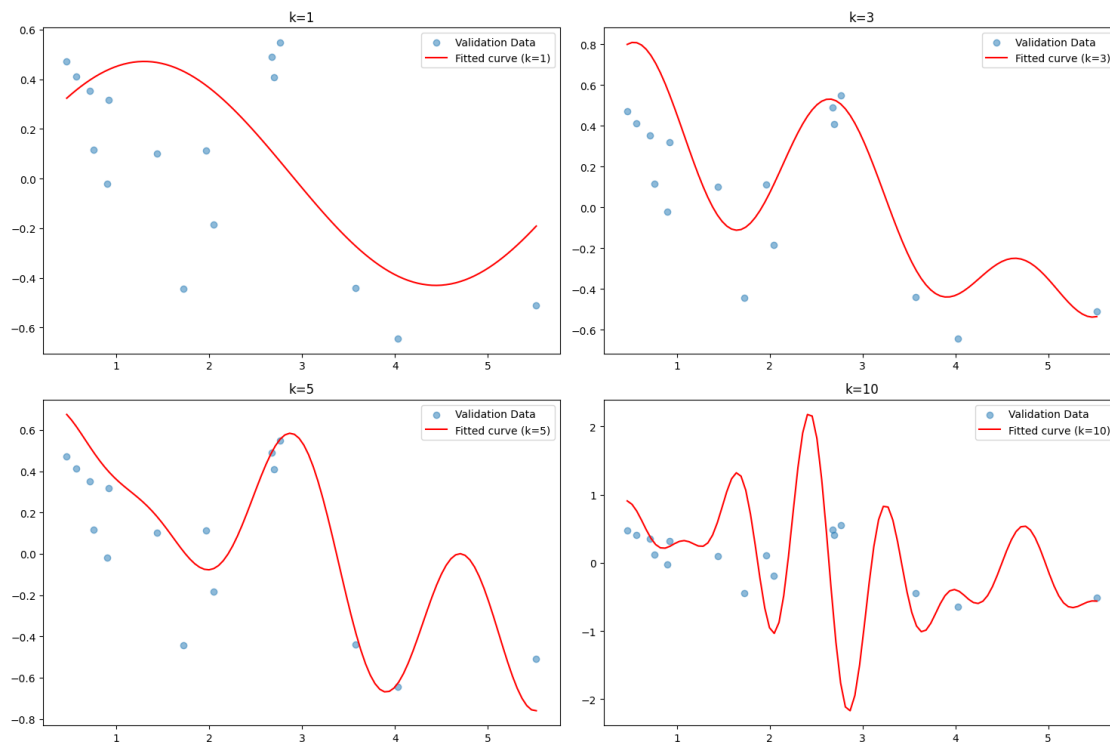 k=1
Validation Data
Fitted curve (k=1)
0.6
0.4
0.2
0.0
−0.2
−0.4
−0.6
1 2 3 4 5
k=3
Validation Data
Fitted curve (k=3)
0.8
0.6
0.4
0.2
0.0
−0.2
−0.4
−0.6
1 2 3 4 5
k=5
Validation Data
Fitted curve (k=5)
0.6
0.4
0.2
0.0
−0.2
−0.4
−0.6
−0.8
1 2 3 4 5
k=10
Validation Data
Fitted curve (k=10)
2
1
0
−1
−2
1 2 3 4 5